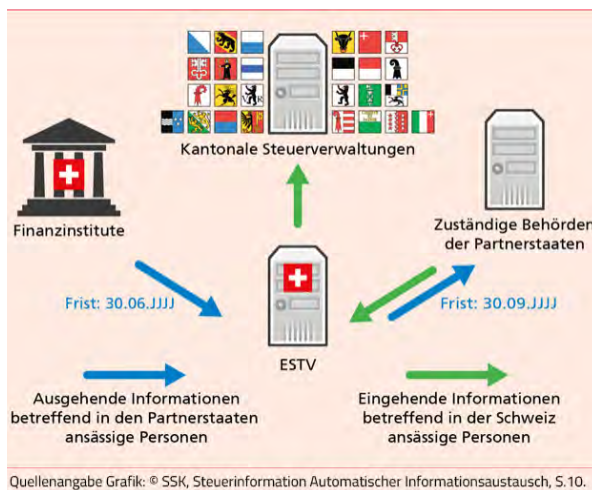 Kantonale Steuerverwaltungen
Finanzinstitute
Zuständige Behörden
der Partnerstaaten
Frist: 30.06.JJJJ
Frist: 30.09.JJJJ
ESTV
Ausgehende Informationen
betreffend in den Partnerstaaten
ansässige Personen
Eingehende Informationen
betreffend in der Schweiz
ansässige Personen
Quellenangabe Grafik: © SSK, Steuerinformation Automatischer Informationsaustausch, S.10.